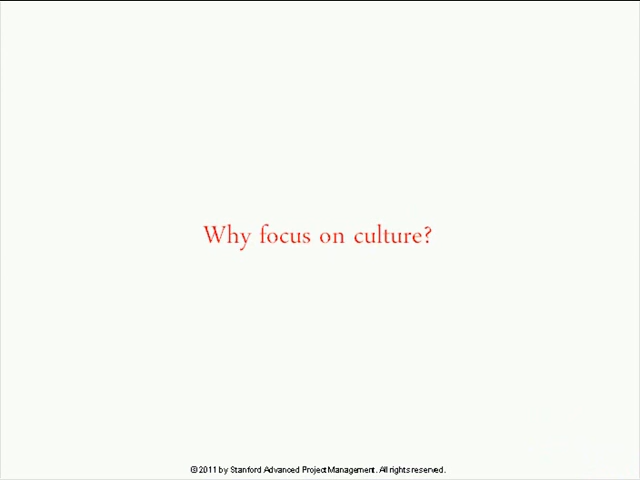 Why focus on culture?
© 2011 by Stanford Advanced Project Management. All rights reserved.